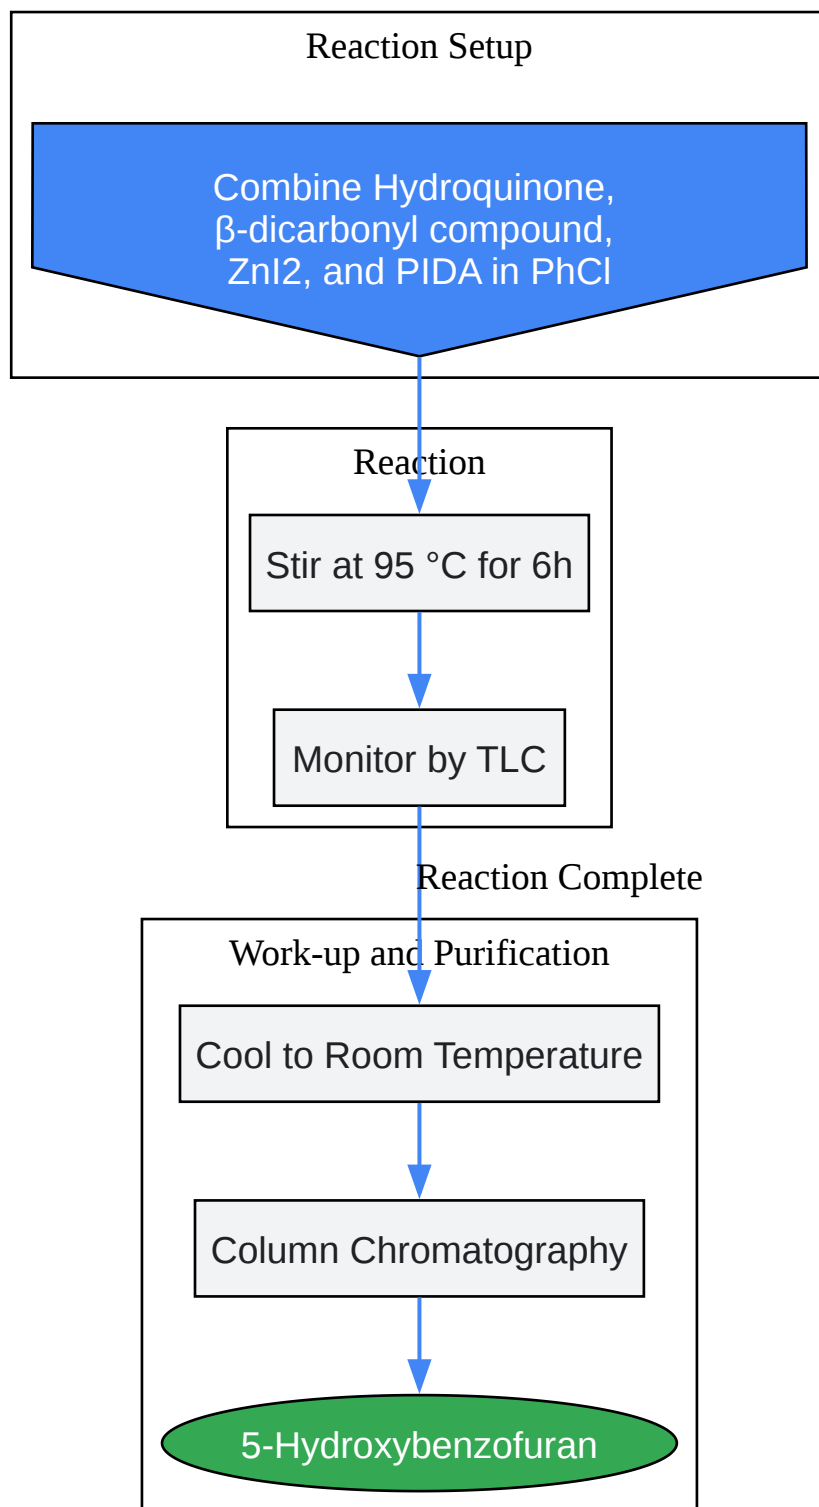 Reaction Setup
Combine Hydroquinone,
β-dicarbonyl compound,
ZnI2, and PIDA in PhCl
Reaction
Stir at 95 °C for 6h
Monitor by TLC
Reaction Complete
Work-up and Purification
Cool to Room Temperature
Column Chromatography
5-Hydroxybenzofuran